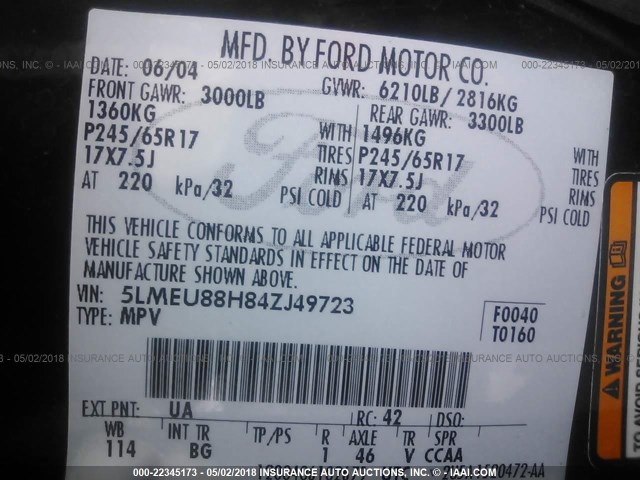 MFD. BY FORD MOTOR CO.
DATE: 06/04 GVWR: 6210LB/ 2816KG
FRONT GAWR: 3000LB REAR GAWR: 3300LB
1360KG WITH 1496KG WITH
P245/65R17 TIRES P245/65R17 TIRES
17X7.5J RIMS 17X7.5J RIMS
AT 220 kPa/32 PSI COLD AT 220 kPa/32 PSI COLD
THIS VEHICLE CONFORMS TO ALL APPLICABLE FEDERAL MOTOR
VEHICLE SAFETY STANDARDS IN EFFECT ON THE DATE OF
MANUFACTURE SHOWN ABOVE.
VIN: 5LMEU88H84ZJ49723 F0040
TYPE: MPV T0160
EXT PNT: UA RC: 42 DSO:
WB INT TR TP/PS R AXLE TR SPR
114 BG 1 46 V CCAA
Ford
WARNING
000-22345173 - 05/02/2018 INSURANCE AUTO AUCTIONS, INC. - © IAAI.COM